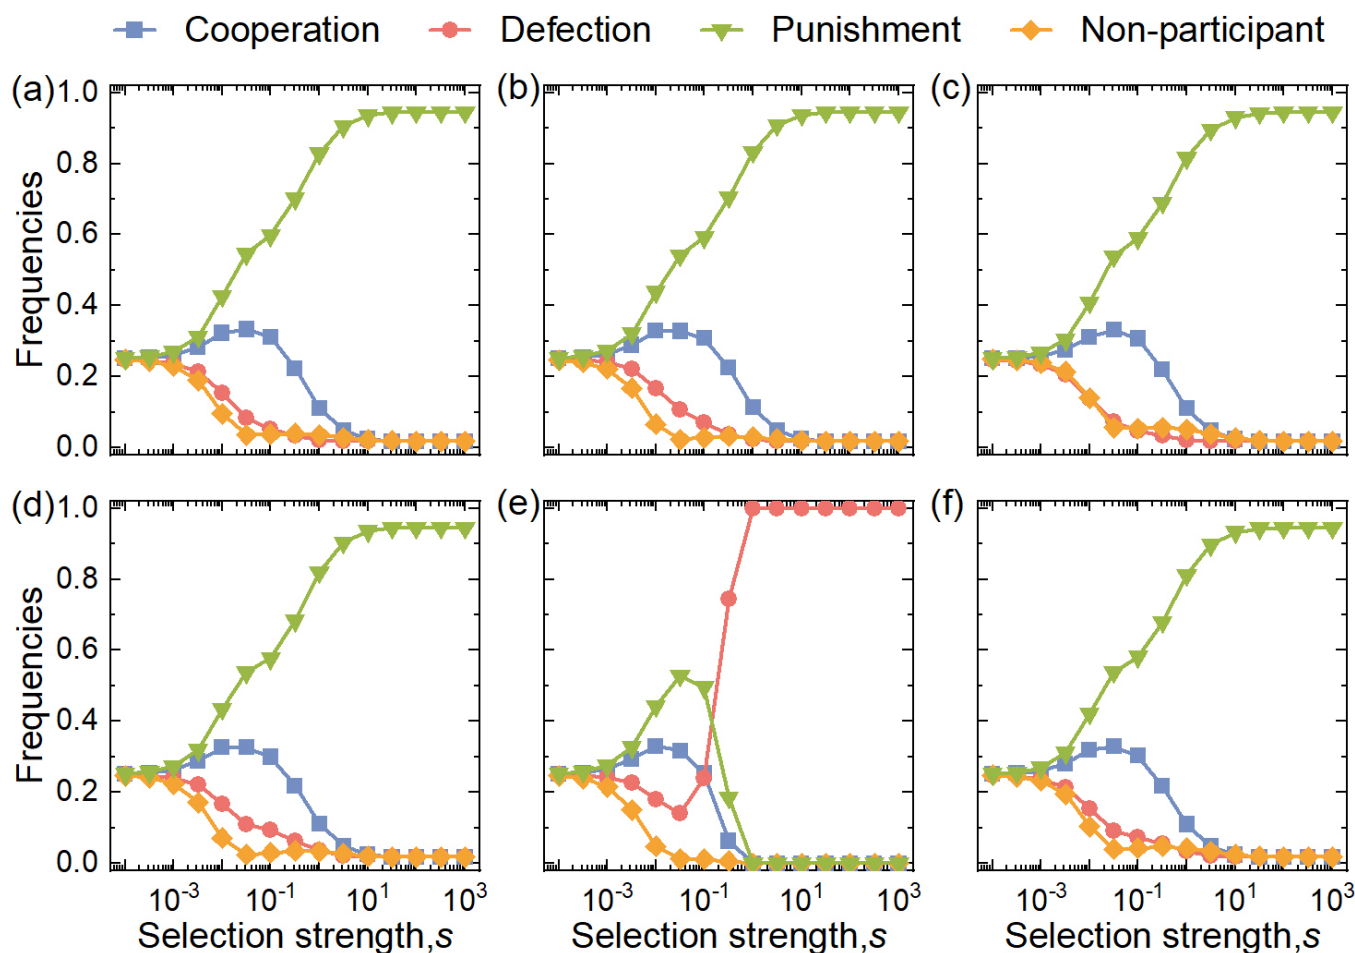 Cooperation Defection Punishment Non-participant
(a) (b) (c)
1.0
0.8
0.6
0.4
0.2
0.0
Frequencies
(d) (e) (f)
1.0
0.8
0.6
0.4
0.2
0.0
Frequencies
10^-3 10^-1 10^1 10^3 10^-3 10^-1 10^1 10^3 10^-3 10^-1 10^1 10^3
Selection strength,s Selection strength,s Selection strength,s